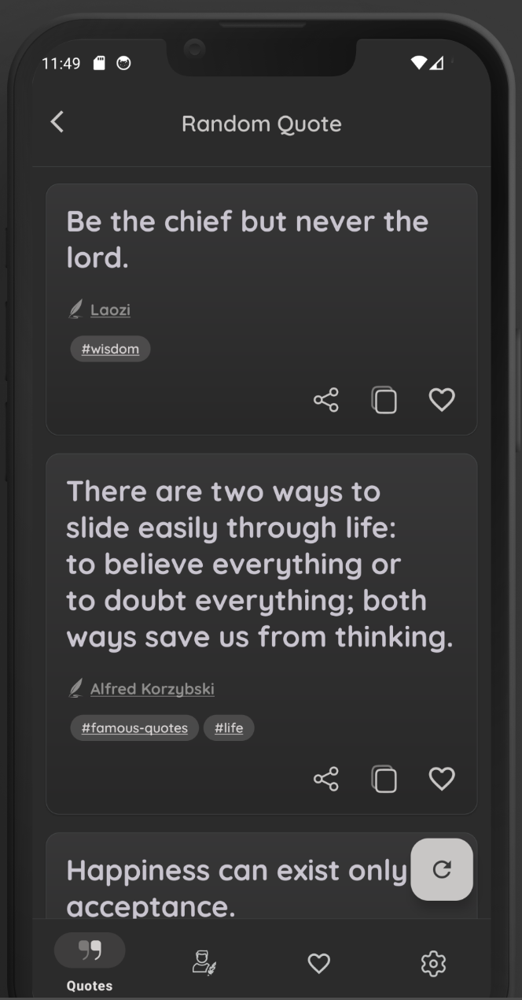 11:49
Random Quote
Be the chief but never the
lord.
Laozi
#wisdom
There are two ways to
slide easily through life:
to believe everything or
to doubt everything; both
ways save us from thinking.
Alfred Korzybski
#famous-quotes #life
Happiness can exist only
acceptance.
Quotes